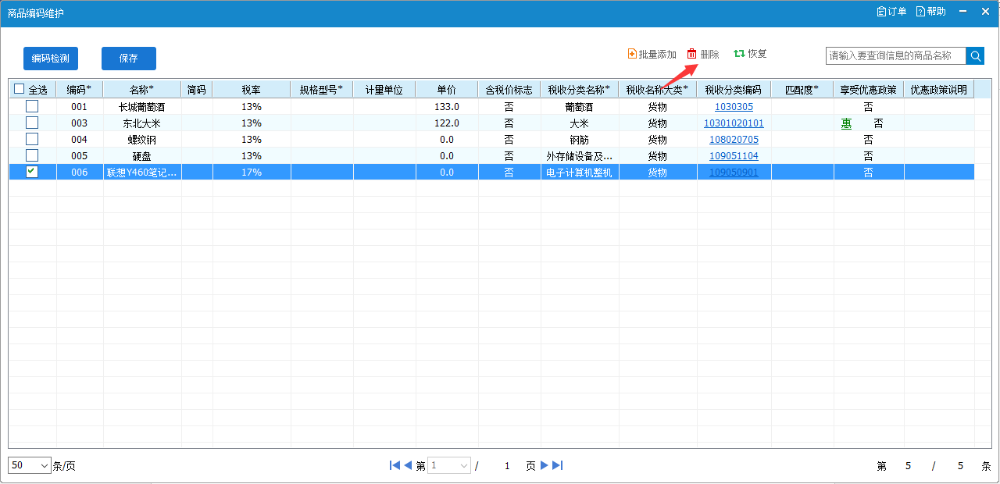 商品编码维护 订单 帮助
编码检测 保存 批量添加 删除 恢复 请输入要查询信息的商品名称
全选 编码* 名称* 简码 税率 规格型号* 计量单位 单价 含税价标志 税收分类名称* 税收名称大类* 税收分类编码 匹配度* 享受优惠政策 优惠政策说明
001 长城葡萄酒 13% 133.0 否 葡萄酒 货物 1030305 否
003 东北大米 13% 122.0 否 大米 货物 10301020101 惠 否
004 螺纹钢 13% 0.0 否 钢筋 货物 108020705 否
005 硬盘 13% 0.0 否 外存储设备及... 货物 109051104 否
006 联想Y460笔记... 17% 0.0 否 电子计算机整机 货物 109050901 否
50 条/页 第 1 / 1 页 第 5 / 5 条